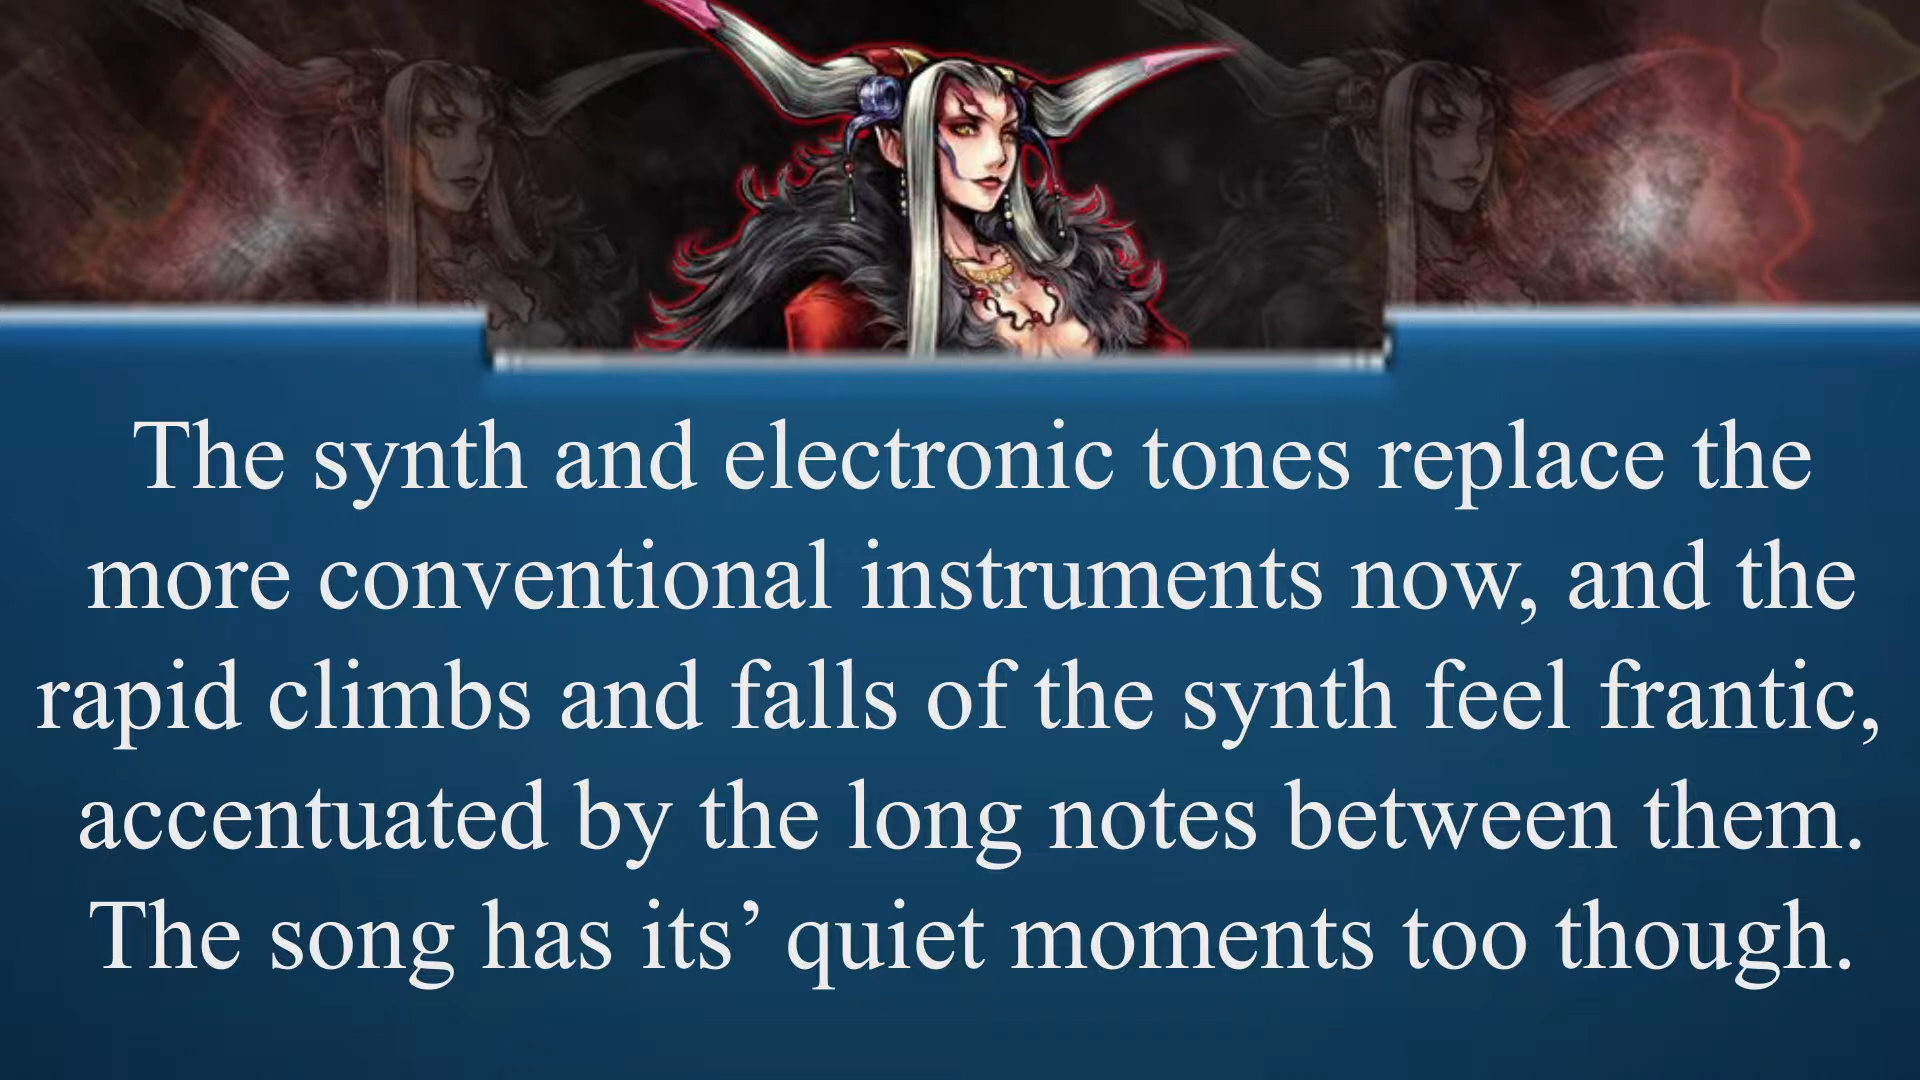 The synth and electronic tones replace the
more conventional instruments now, and the
rapid climbs and falls of the synth feel frantic,
accentuated by the long notes between them.
The song has its’ quiet moments too though.